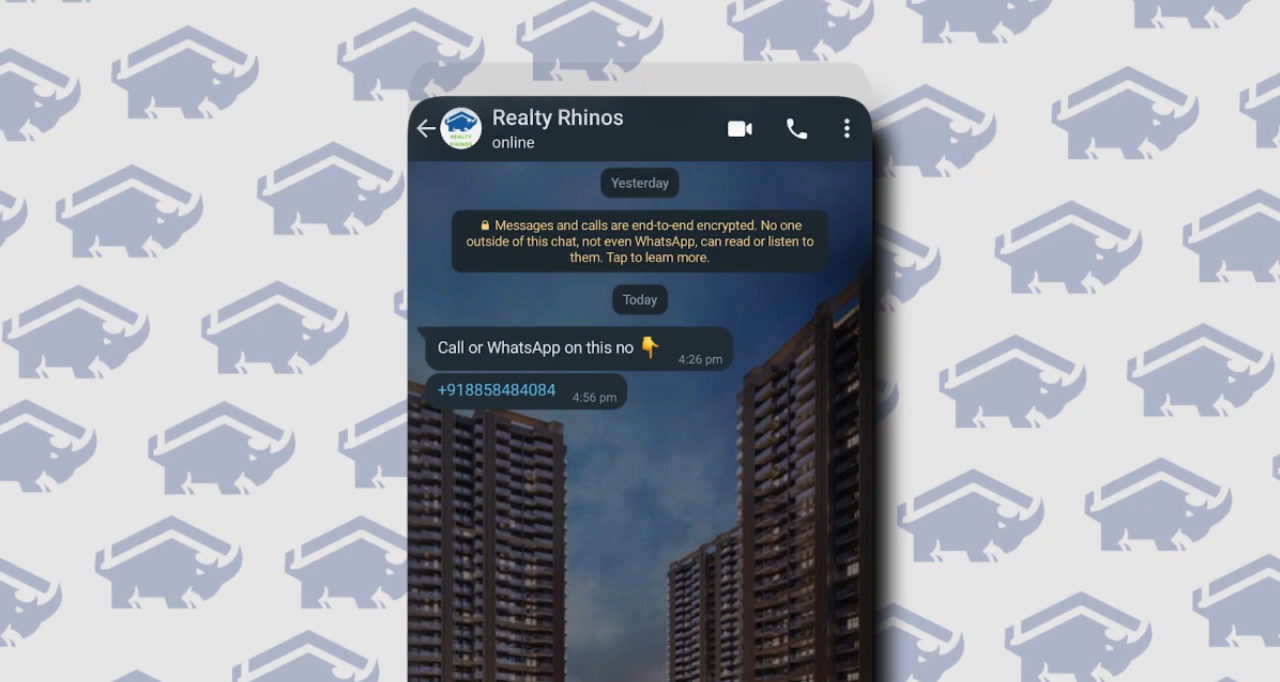 Realty Rhinos
online
REALTY
RHINOS
Yesterday
🔒 Messages and calls are end-to-end encrypted. No one
outside of this chat, not even WhatsApp, can read or listen to
them. Tap to learn more.
Today
Call or WhatsApp on this no 👇
4:26 pm
+918858484084
4:56 pm